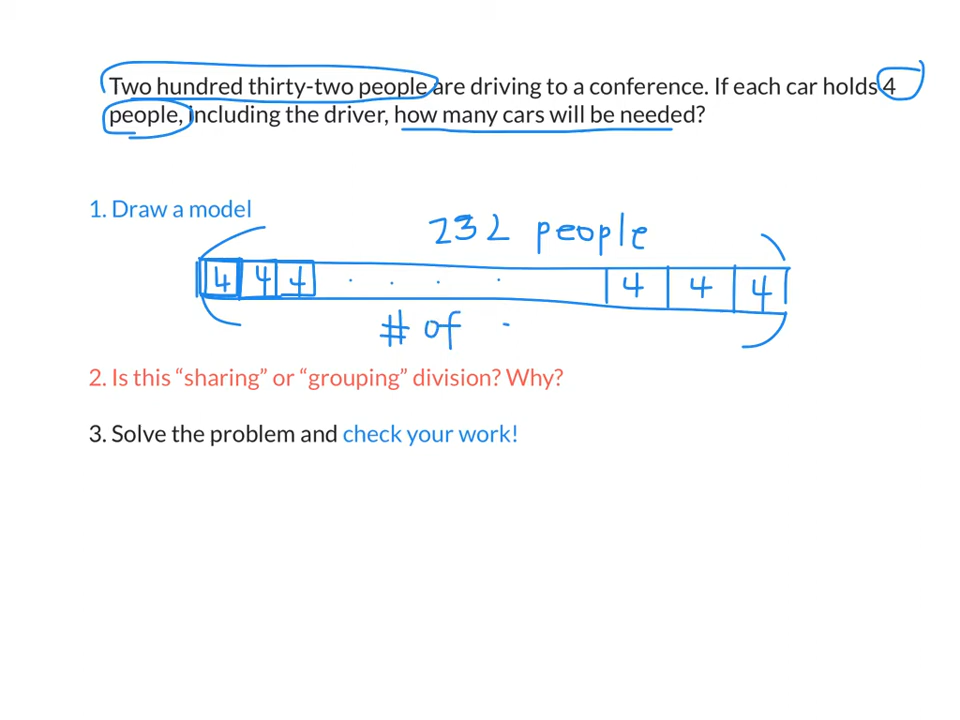 Two hundred thirty-two people are driving to a conference. If each car holds 4
people, including the driver, how many cars will be needed?
1. Draw a model
232 people
4 4 4 . . . . 4 4 4
# of
2. Is this “sharing” or “grouping” division? Why?
3. Solve the problem and check your work!